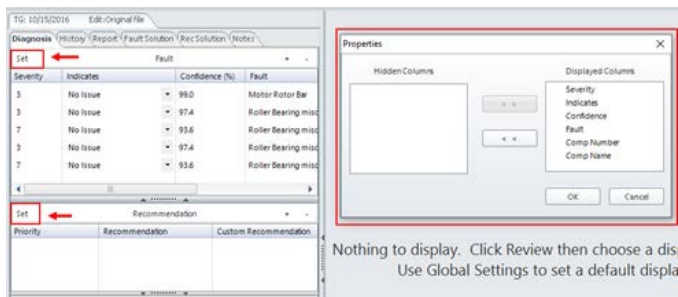 TG: 10/15/2016 Edit:Original file
Diagnosis History Report Fault Solution Rec Solution Notes
Set Fault + -
Severity Indicates Confidence (%) Fault
3 No Issue 99.0 Motor Rotor Bar
3 No Issue 97.4 Roller Bearing misc
7 No Issue 93.6 Roller Bearing misc
3 No Issue 97.4 Roller Bearing misc
7 No Issue 93.6 Roller Bearing misc
Set Recommendation + -
Priority Recommendation Custom Recommendation
Properties
Hidden Columns Displayed Columns
Severity
Indicates
Confidence
Fault
Comp Number
Comp Name
> >
< <
OK Cancel
Nothing to display. Click Review then choose a dis
Use Global Settings to set a default displa